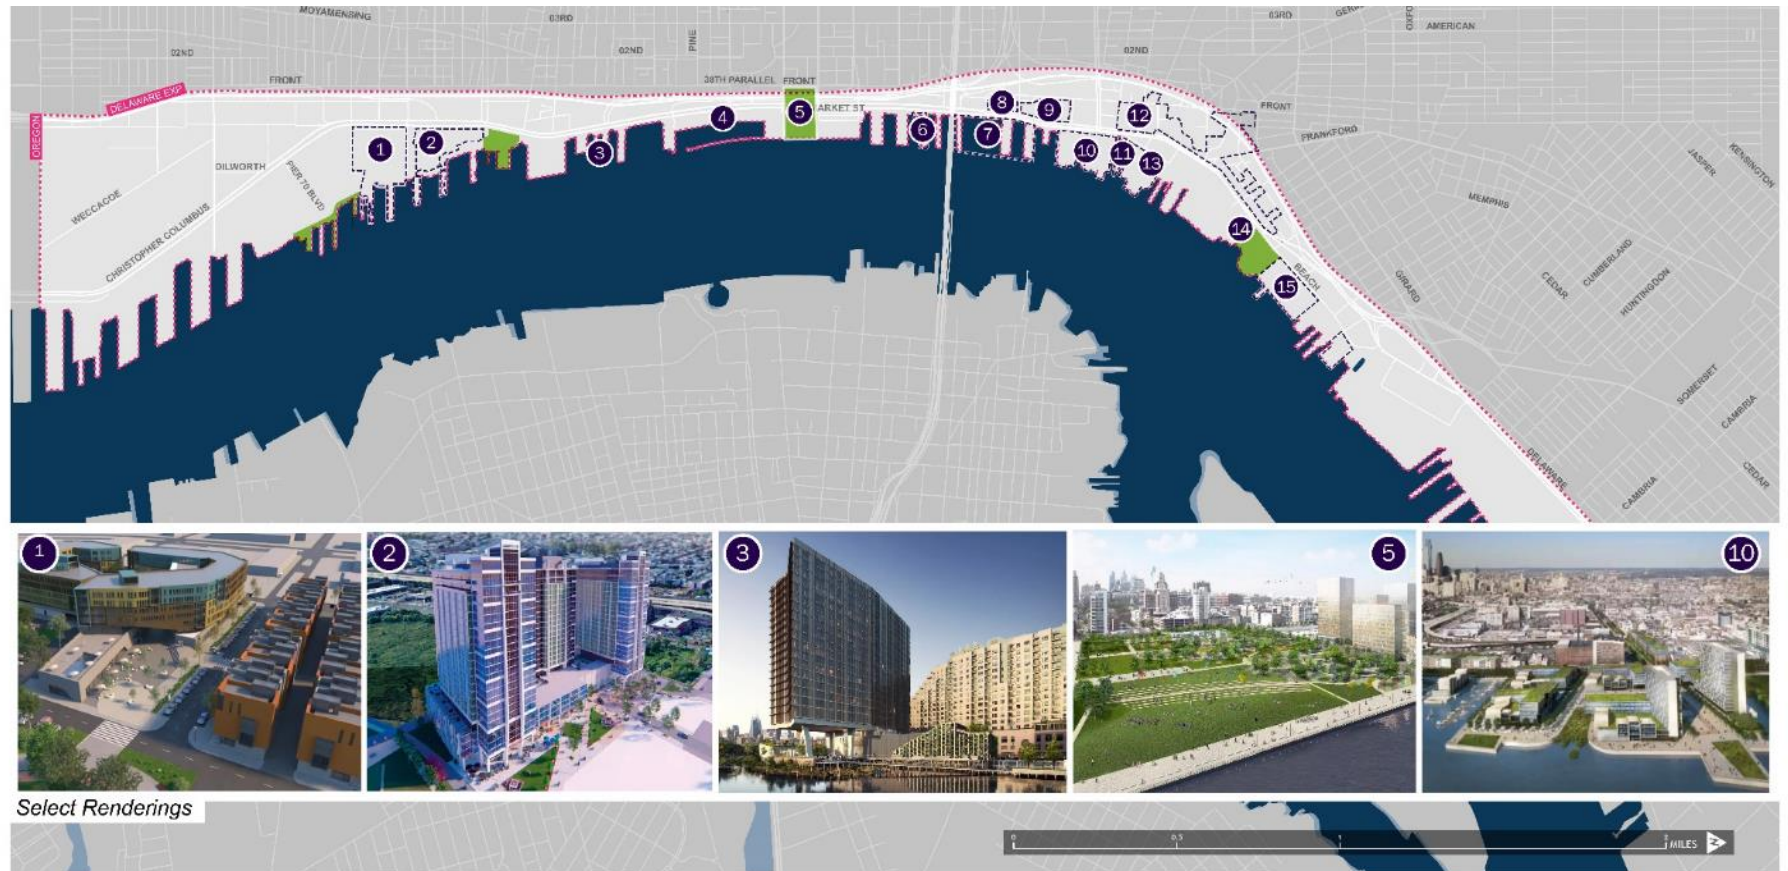 MOYAMENSING
03RD
PINE
03RD
OXFO
AMERICAN
02ND
02ND
02ND
FRONT
38TH PARALLEL
FRONT
DELAWARE EXP
ARKET ST
FRONT
OREGON
FRANKFORD
JASPER
KENSINGTON
WECCACOE
DILWORTH
PIER 70 BLVD
CHRISTOPHER COLUMBUS
MEMPHIS
BEACH
GIRARD
CEDAR
CUMBERLAND
HUNTINGDON
SOMERSET
CAMBRIA
DELAWARE
CAMBRIA
CEDAR
1
2
3
4
5
6
7
8
9
10
11
12
13
14
15
1
2
3
5
10
Select Renderings
0 0.5 1 2 MILES
N